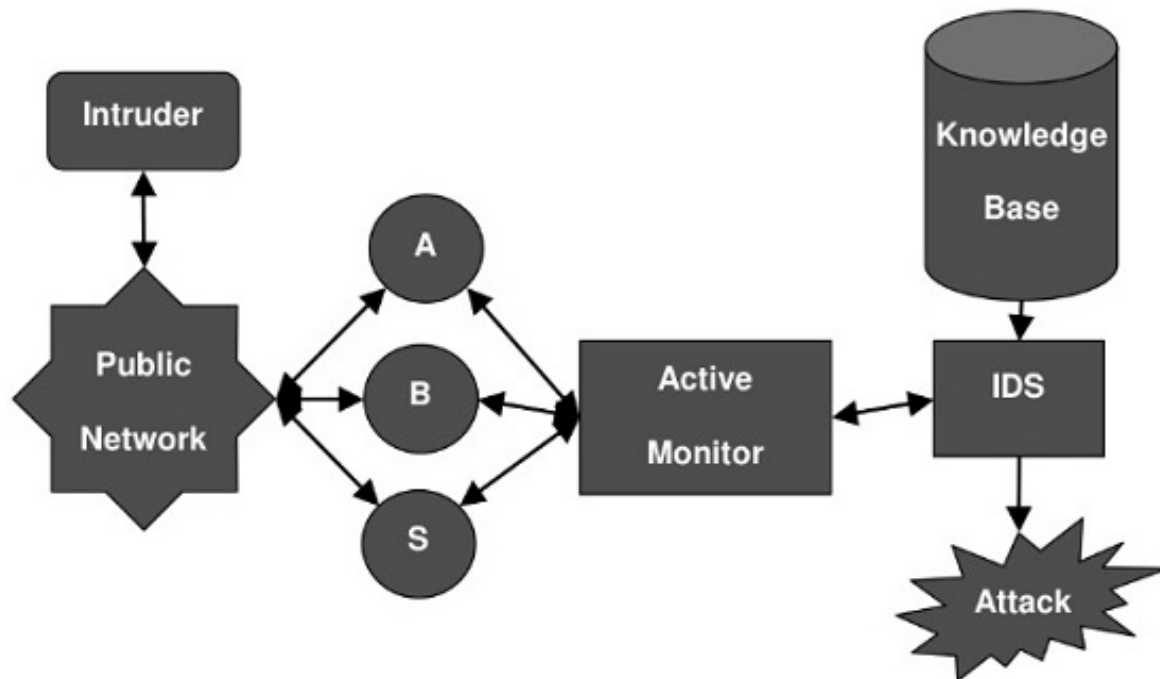 Intruder
Public
Network
A
B
S
Active
Monitor
Knowledge
Base
IDS
Attack